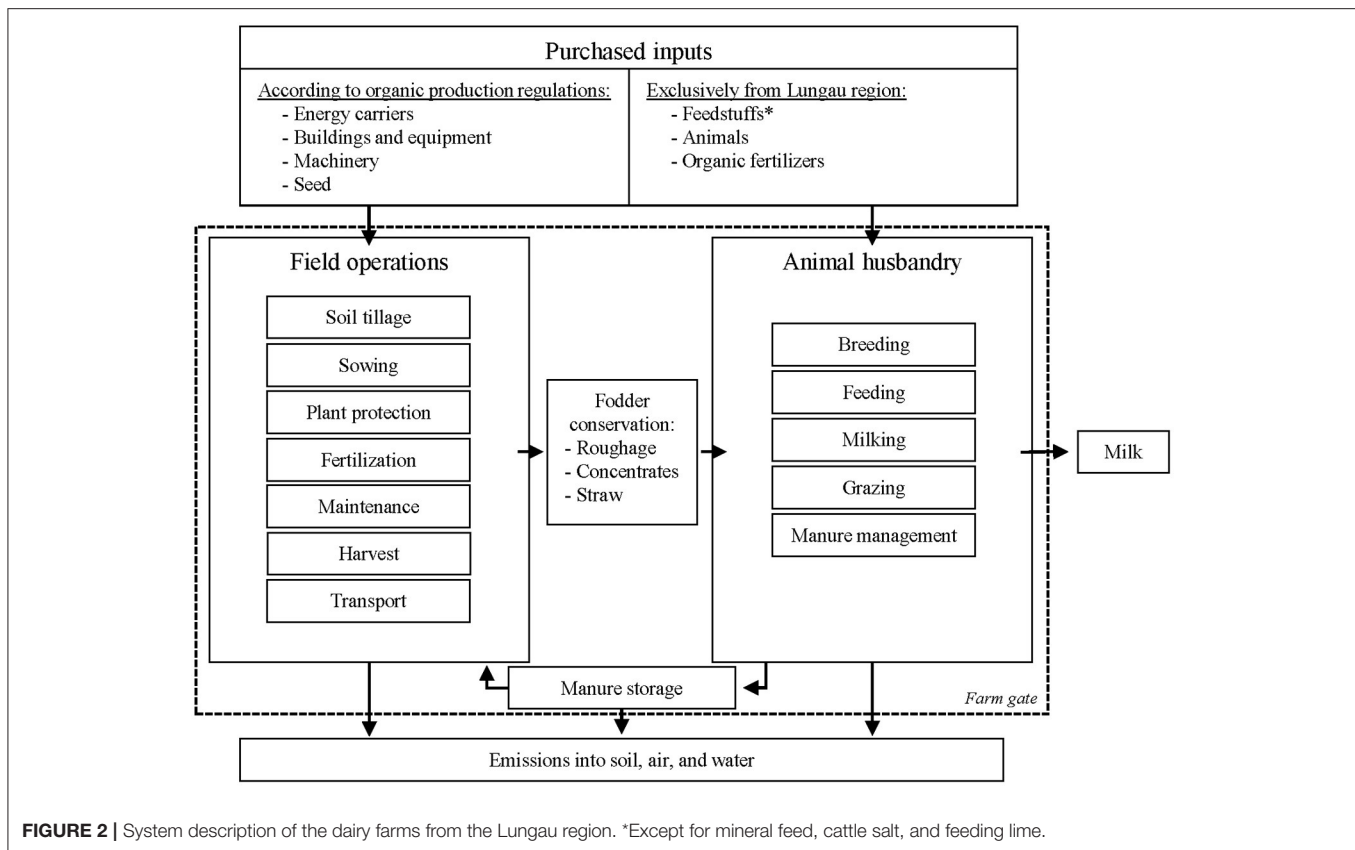 Purchased inputs
According to organic production regulations:
- Energy carriers
- Buildings and equipment
- Machinery
- Seed
Exclusively from Lungau region:
- Feedstuffs*
- Animals
- Organic fertilizers
Field operations
Soil tillage
Sowing
Plant protection
Fertilization
Maintenance
Harvest
Transport
Fodder
conservation:
- Roughage
- Concentrates
- Straw
Animal husbandry
Breeding
Feeding
Milking
Grazing
Manure management
Milk
Manure storage
Farm gate
Emissions into soil, air, and water
FIGURE 2 | System description of the dairy farms from the Lungau region. *Except for mineral feed, cattle salt, and feeding lime.